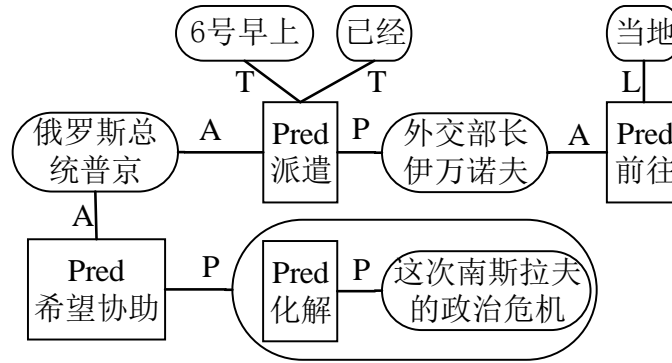 6号早上
已经
当地
T
T
L
俄罗斯总
统普京
A
Pred
派遣
P
外交部长
伊万诺夫
A
Pred
前往
A
Pred
希望协助
P
Pred
化解
P
这次南斯拉夫
的政治危机